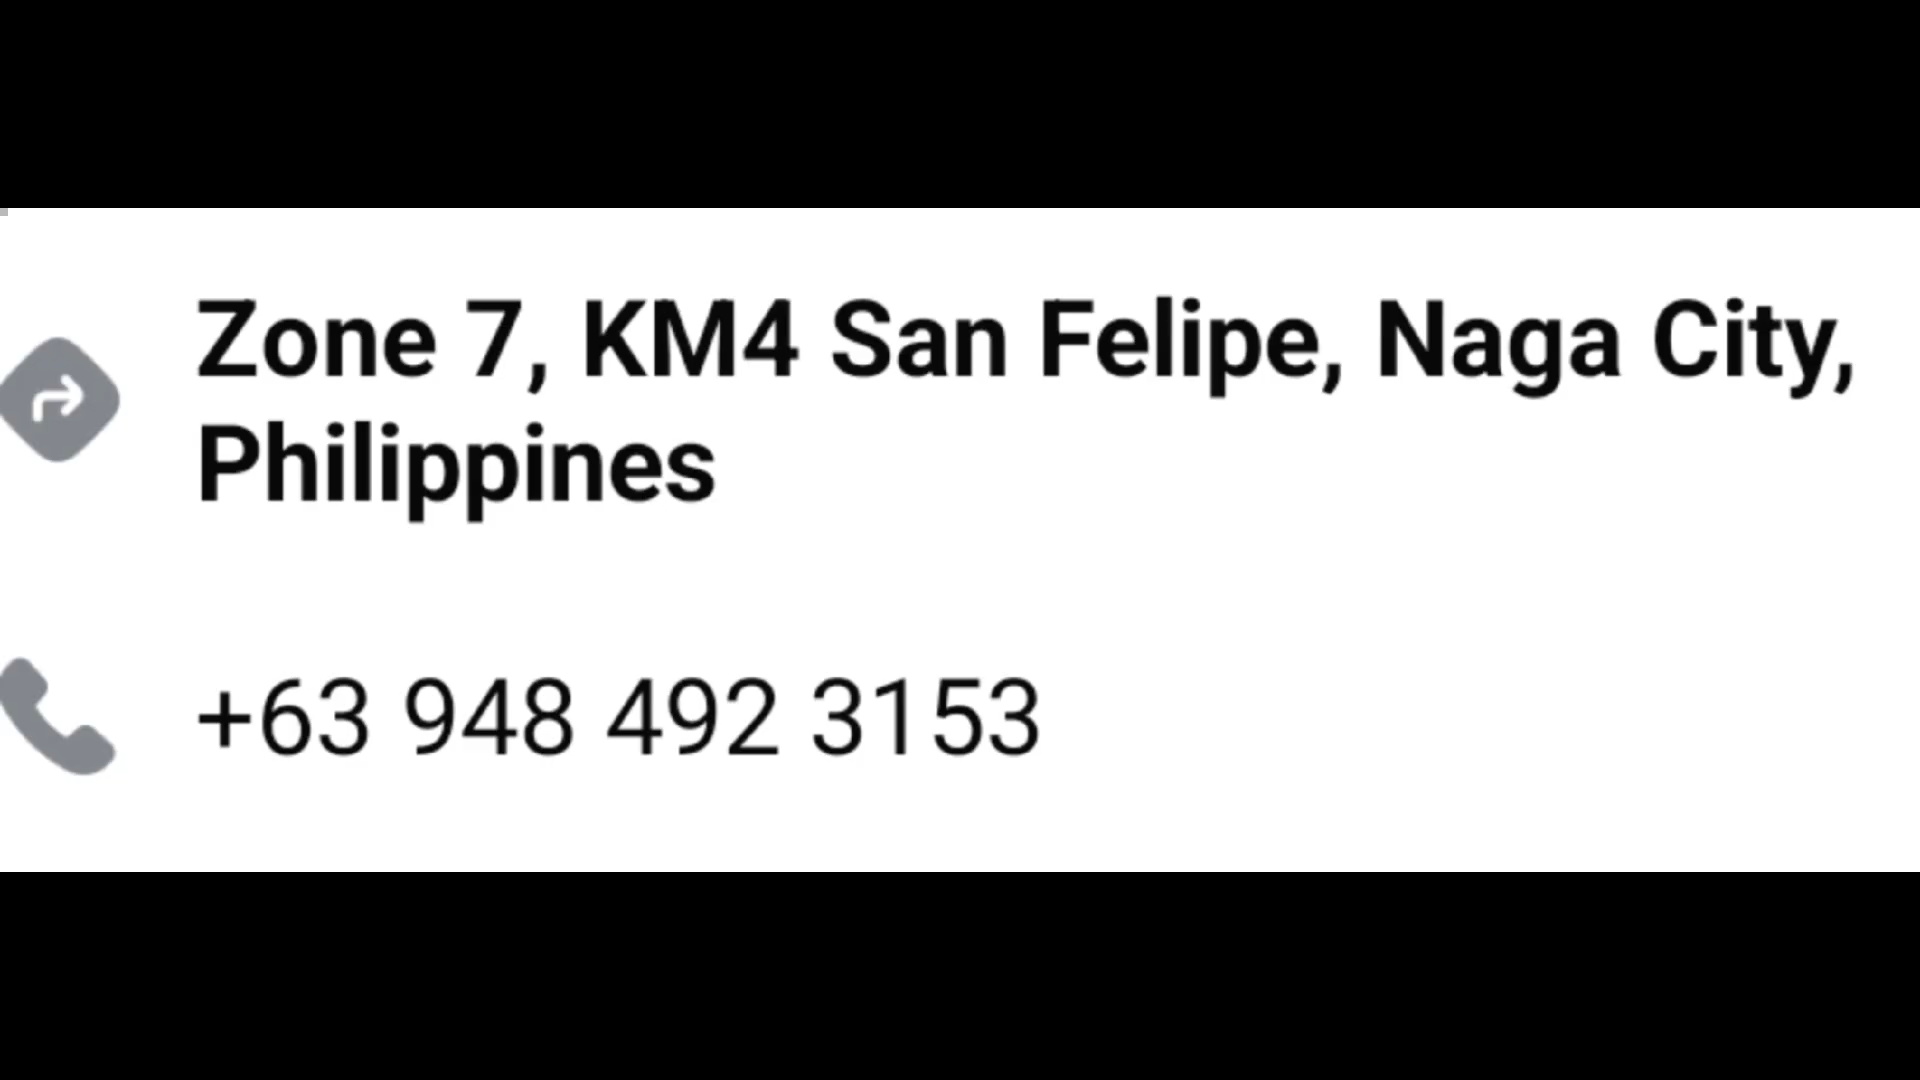 Zone 7, KM4 San Felipe, Naga City,
Philippines
+63 948 492 3153